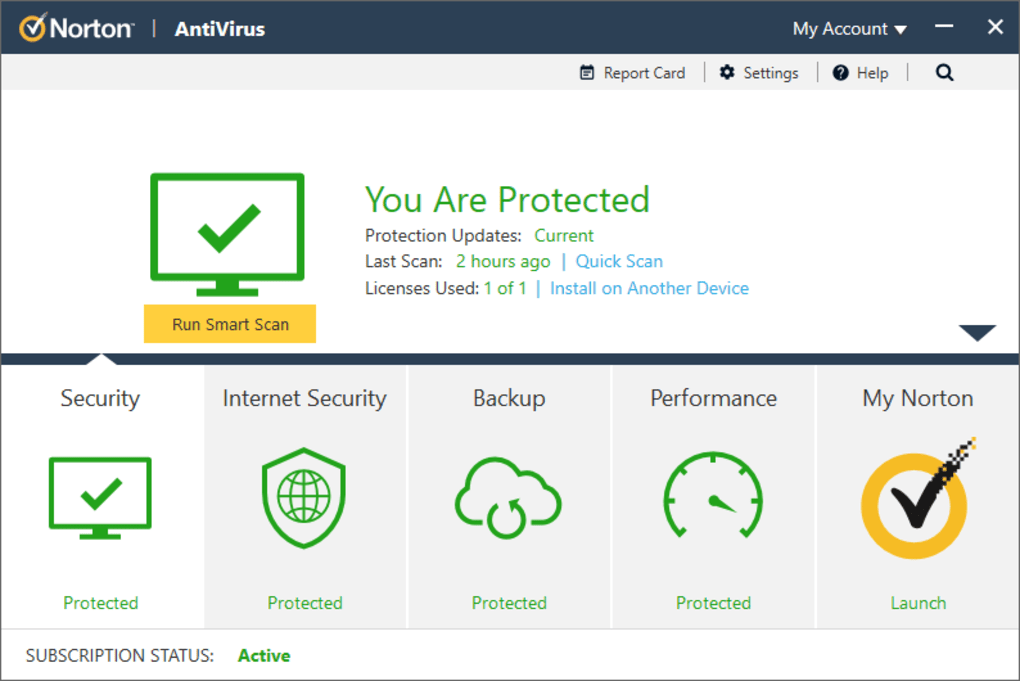 Norton | AntiVirus My Account
Report Card | Settings | Help |
You Are Protected
Protection Updates: Current
Last Scan: 2 hours ago | Quick Scan
Licenses Used: 1 of 1 | Install on Another Device
Run Smart Scan
Security Internet Security Backup Performance My Norton
Protected Protected Protected Protected Launch
SUBSCRIPTION STATUS: Active